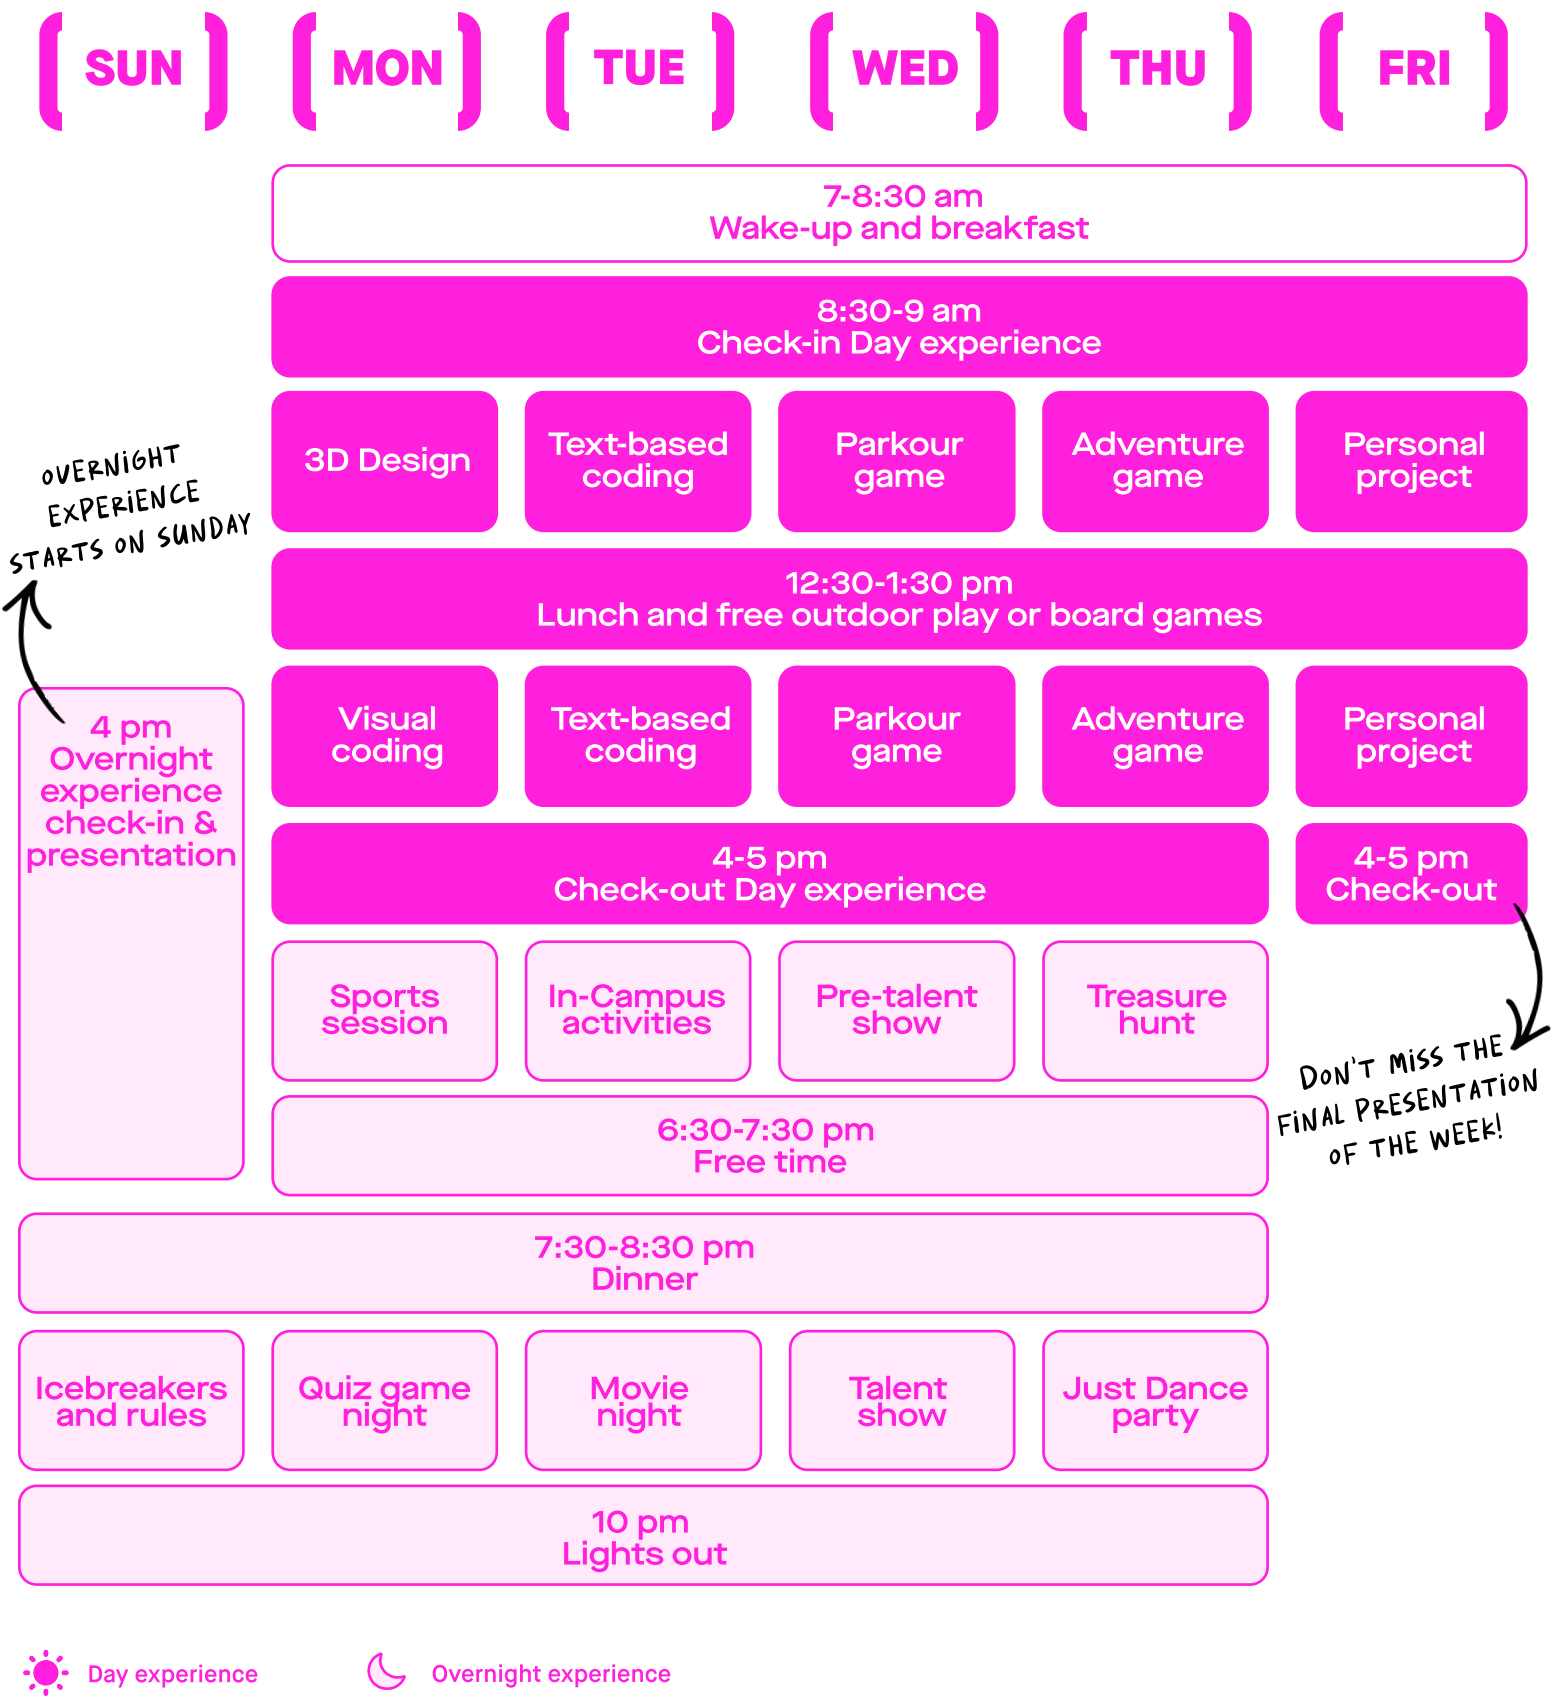 SUN
MON
TUE
WED
THU
FRI
7-8:30 am
Wake-up and breakfast
8:30-9 am
Check-in Day experience
3D Design
Text-based
coding
Parkour
game
Adventure
game
Personal
project
OVERNIGHT
EXPERIENCE
STARTS ON SUNDAY
12:30-1:30 pm
Lunch and free outdoor play or board games
4 pm
Overnight
experience
check-in &
presentation
Visual
coding
Text-based
coding
Parkour
game
Adventure
game
Personal
project
4-5 pm
Check-out Day experience
4-5 pm
Check-out
Sports
session
In-Campus
activities
Pre-talent
show
Treasure
hunt
DON'T MISS THE
FINAL PRESENTATION
OF THE WEEK!
6:30-7:30 pm
Free time
7:30-8:30 pm
Dinner
Icebreakers
and rules
Quiz game
night
Movie
night
Talent
show
Just Dance
party
10 pm
Lights out
Day experience
Overnight experience